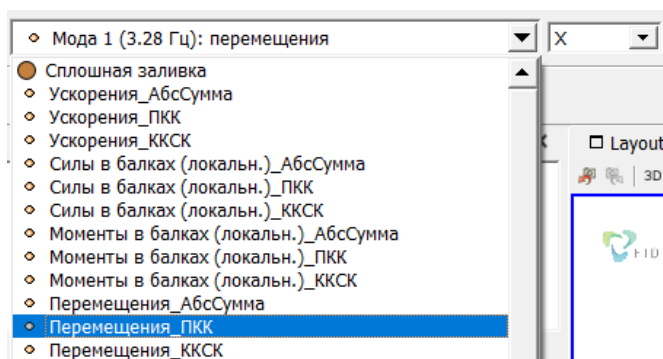 Мода 1 (3.28 Гц): перемещения
X
Сплошная заливка
Ускорения_АбсСумма
Ускорения_ПКК
Ускорения_ККСК
Силы в балках (локальн.)_АбсСумма
Силы в балках (локальн.)_ПКК
Силы в балках (локальн.)_ККСК
Моменты в балках (локальн.)_АбсСумма
Моменты в балках (локальн.)_ПКК
Моменты в балках (локальн.)_ККСК
Перемещения_АбсСумма
Перемещения_ПКК
Перемещения_ККСК
Layout
3D